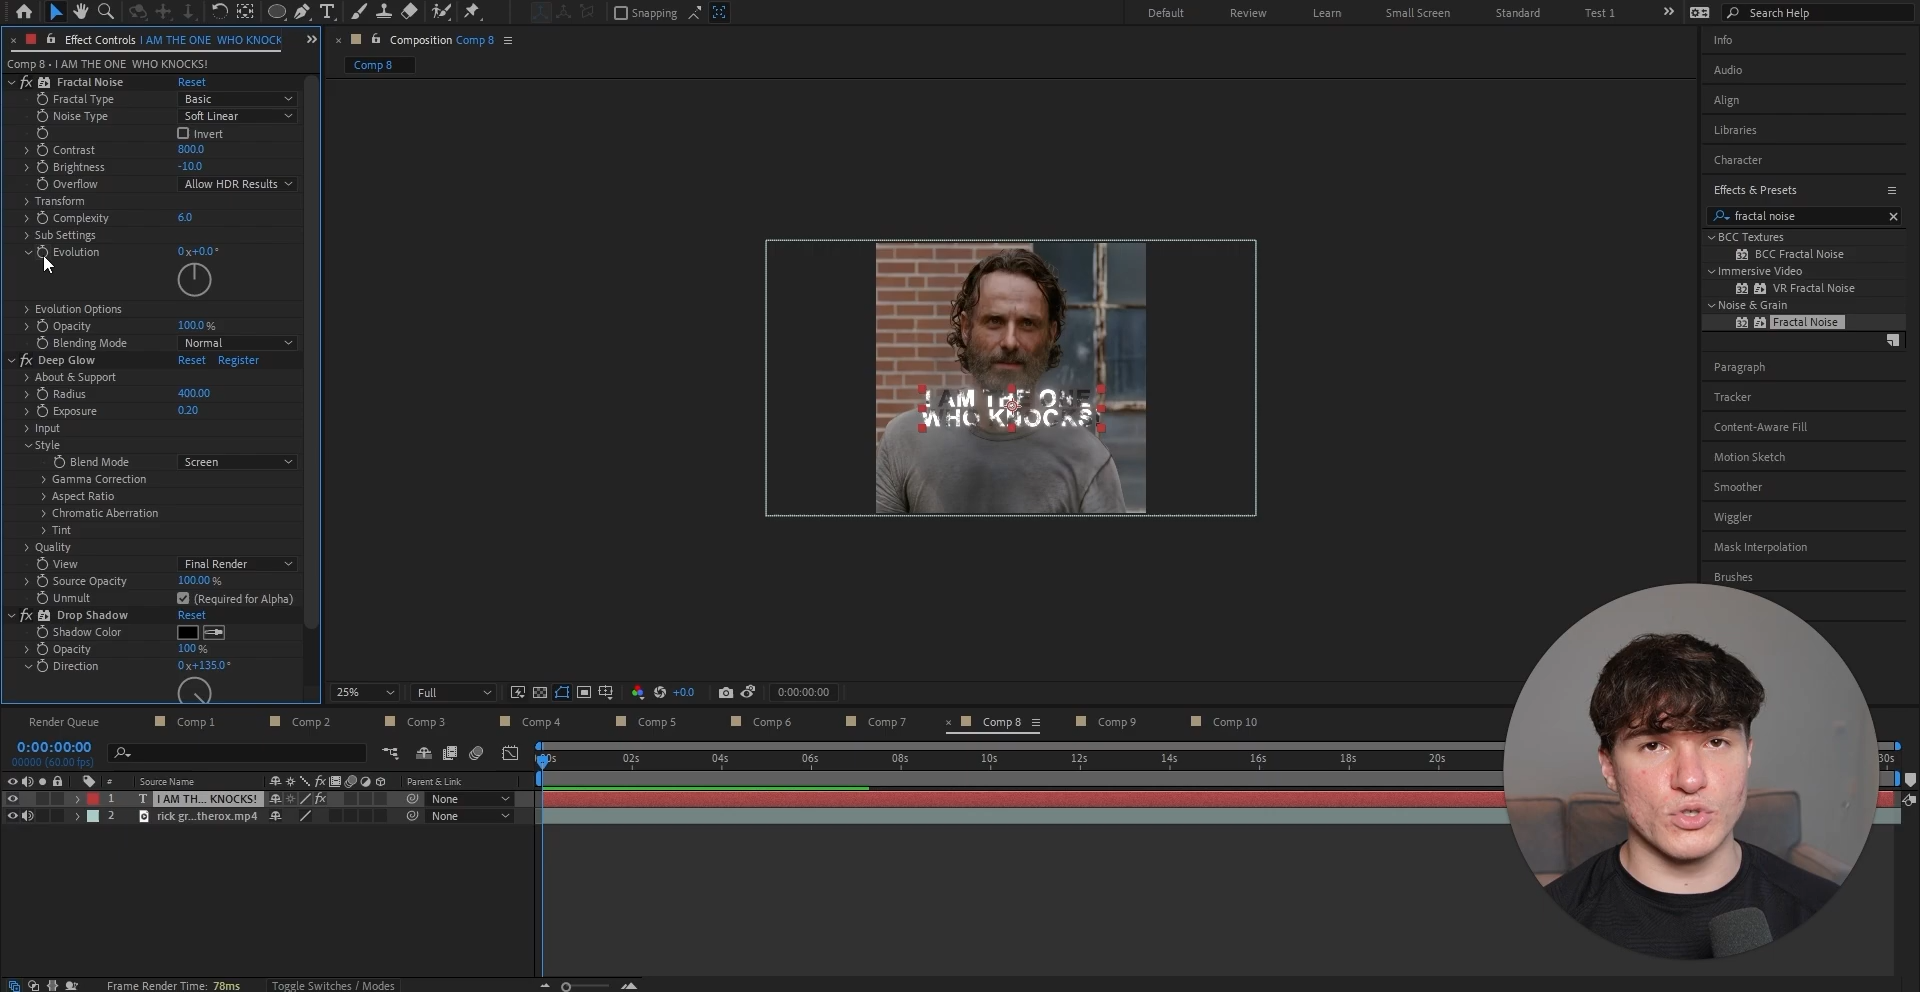 Snapping
Default
Review
Learn
Small Screen
Standard
Test 1
Search Help
Effect Controls I AM THE ONE WHO KNOCK
Comp 8 • I AM THE ONE WHO KNOCKS!
fx Fractal Noise Reset
Fractal Type Basic
Noise Type Soft Linear
Invert
Contrast 800.0
Brightness -10.0
Overflow Allow HDR Results
Transform
Complexity 6.0
Sub Settings
Evolution 0x+0.0°
Evolution Options
Opacity 100.0 %
Blending Mode Normal
fx Deep Glow Reset Register
About & Support
Radius 400.00
Exposure 0.20
Input
Style
Blend Mode Screen
Gamma Correction
Aspect Ratio
Chromatic Aberration
Tint
Quality
View Final Render
Source Opacity 100.00 %
Unmult (Required for Alpha)
fx Drop Shadow Reset
Shadow Color
Opacity 100 %
Direction 0x+135.0°
Composition Comp 8
Comp 8
I AM THE ONE
WHO KNOCKS!
25% Full +0.0 0:00:00:00
Info
Audio
Align
Libraries
Character
Effects & Presets
fractal noise
BCC Textures
32 BCC Fractal Noise
Immersive Video
32 VR Fractal Noise
Noise & Grain
32 Fractal Noise
Paragraph
Tracker
Content-Aware Fill
Motion Sketch
Smoother
Wiggler
Mask Interpolation
Brushes
Render Queue Comp 1 Comp 2 Comp 3 Comp 4 Comp 5 Comp 6 Comp 7 Comp 8 Comp 9 Comp 10
0:00:00:00
00000 (60.00 fps)
00s 02s 04s 06s 08s 10s 12s 14s 16s 18s 20s 30s
# Source Name fx Parent & Link
1 T I AM TH... KNOCKS! fx None
2 rick gr...therox.mp4 None
Frame Render Time: 78ms Toggle Switches / Modes